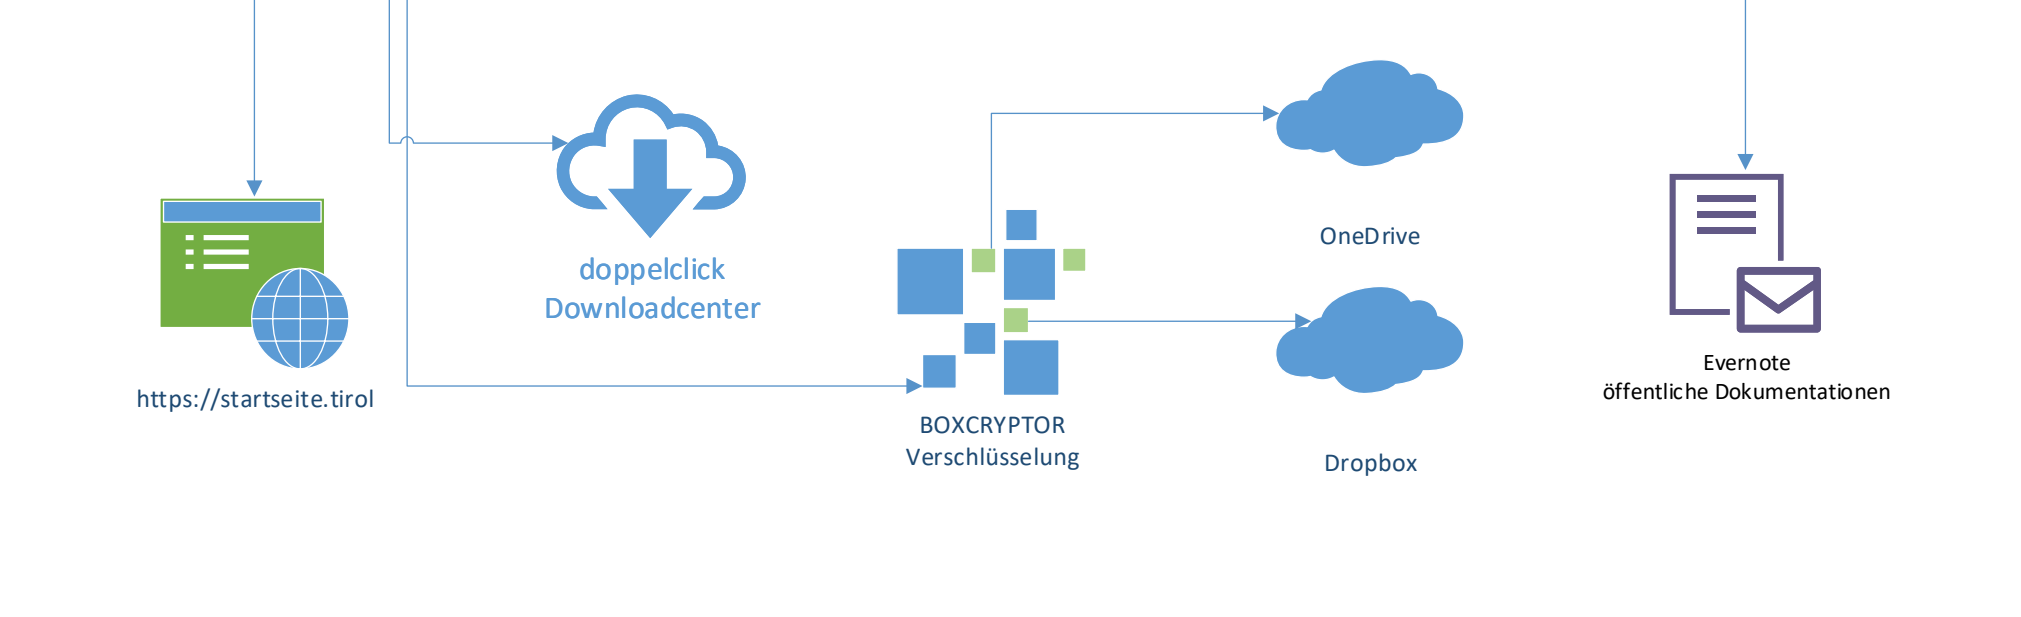 doppelclick
Downloadcenter
https://startseite.tirol
BOXCRYPTOR
Verschlüsselung
OneDrive
Dropbox
Evernote
öffentliche Dokumentationen